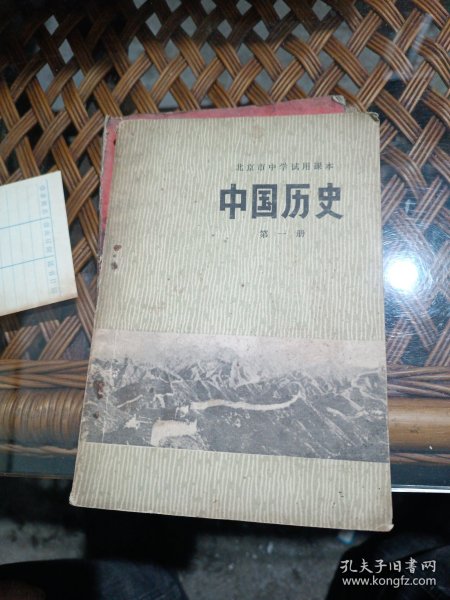 北京市中学试用课本
中国历史
第一册
孔夫子旧书网
www.kongfz.com